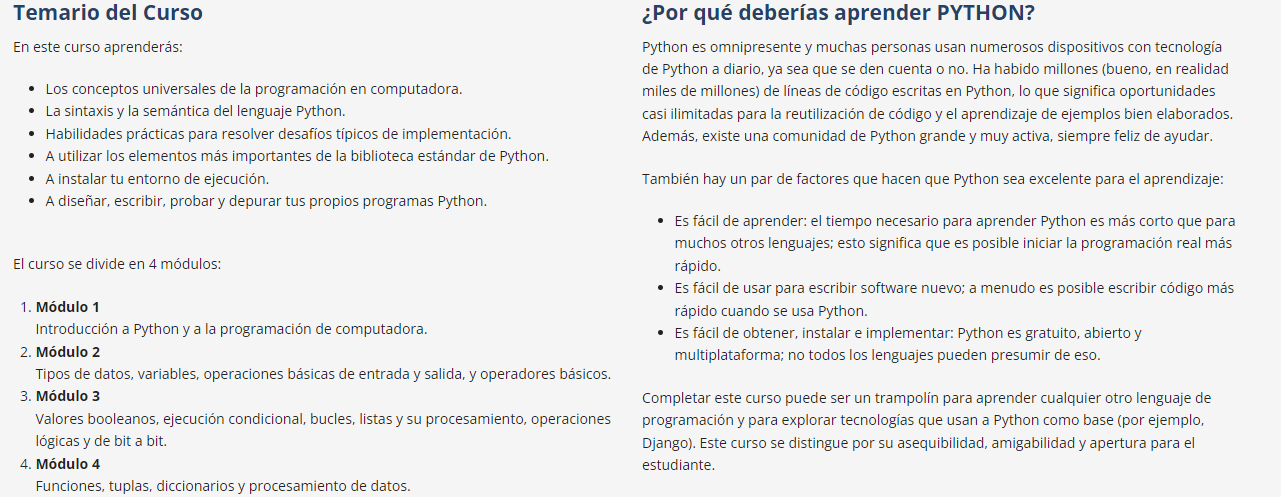 Temario del Curso
En este curso aprenderás:
• Los conceptos universales de la programación en computadora.
• La sintaxis y la semántica del lenguaje Python.
• Habilidades prácticas para resolver desafíos típicos de implementación.
• A utilizar los elementos más importantes de la biblioteca estándar de Python.
• A instalar tu entorno de ejecución.
• A diseñar, escribir, probar y depurar tus propios programas Python.
El curso se divide en 4 módulos:
1. Módulo 1
Introducción a Python y a la programación de computadora.
2. Módulo 2
Tipos de datos, variables, operaciones básicas de entrada y salida, y operadores básicos.
3. Módulo 3
Valores booleanos, ejecución condicional, bucles, listas y su procesamiento, operaciones
lógicas y de bit a bit.
4. Módulo 4
Funciones, tuplas, diccionarios y procesamiento de datos.
¿Por qué deberías aprender PYTHON?
Python es omnipresente y muchas personas usan numerosos dispositivos con tecnología
de Python a diario, ya sea que se den cuenta o no. Ha habido millones (bueno, en realidad
miles de millones) de líneas de código escritas en Python, lo que significa oportunidades
casi ilimitadas para la reutilización de código y el aprendizaje de ejemplos bien elaborados.
Además, existe una comunidad de Python grande y muy activa, siempre feliz de ayudar.
También hay un par de factores que hacen que Python sea excelente para el aprendizaje:
• Es fácil de aprender: el tiempo necesario para aprender Python es más corto que para
muchos otros lenguajes; esto significa que es posible iniciar la programación real más
rápido.
• Es fácil de usar para escribir software nuevo; a menudo es posible escribir código más
rápido cuando se usa Python.
• Es fácil de obtener, instalar e implementar: Python es gratuito, abierto y
multiplataforma; no todos los lenguajes pueden presumir de eso.
Completar este curso puede ser un trampolín para aprender cualquier otro lenguaje de
programación y para explorar tecnologías que usan a Python como base (por ejemplo,
Django). Este curso se distingue por su asequibilidad, amigabilidad y apertura para el
estudiante.